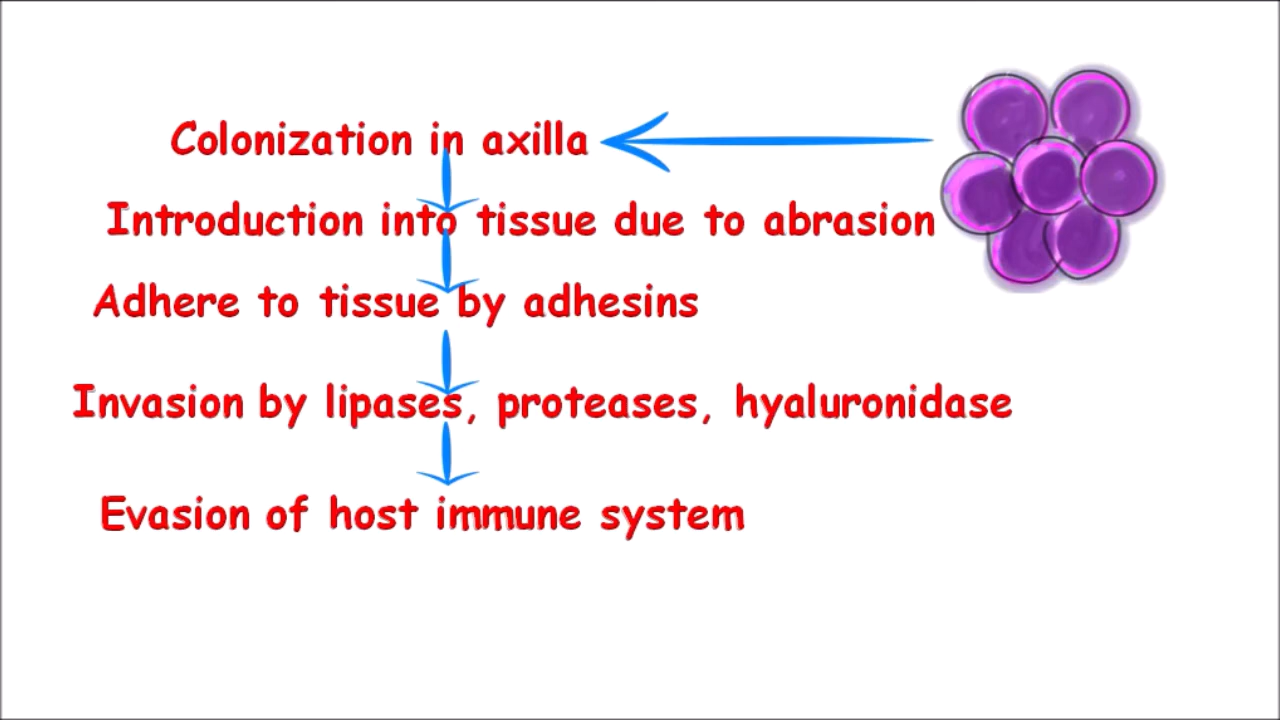 Colonization in axilla
Introduction into tissue due to abrasion
Adhere to tissue by adhesins
Invasion by lipases, proteases, hyaluronidase
Evasion of host immune system